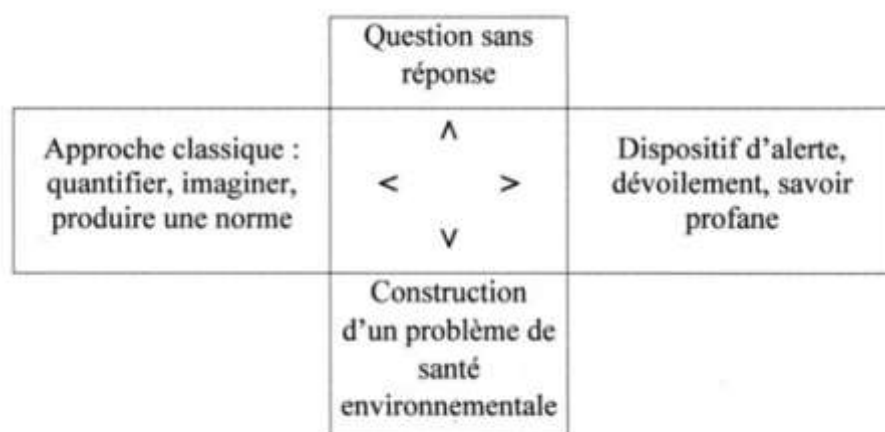 Question sans
réponse
Approche classique :
quantifier, imaginer,
produire une norme
∧
< >
∨
Dispositif d'alerte,
dévoilement, savoir
profane
Construction
d'un problème de
santé
environnementale